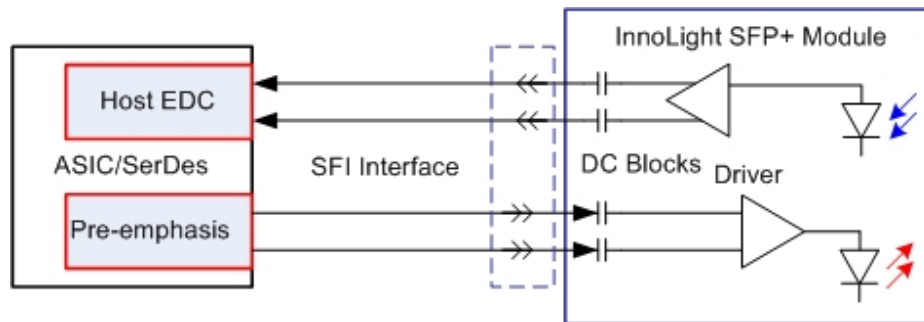 InnoLight SFP+ Module
Host EDC
ASIC/SerDes
SFI Interface
DC Blocks
Driver
Pre-emphasis